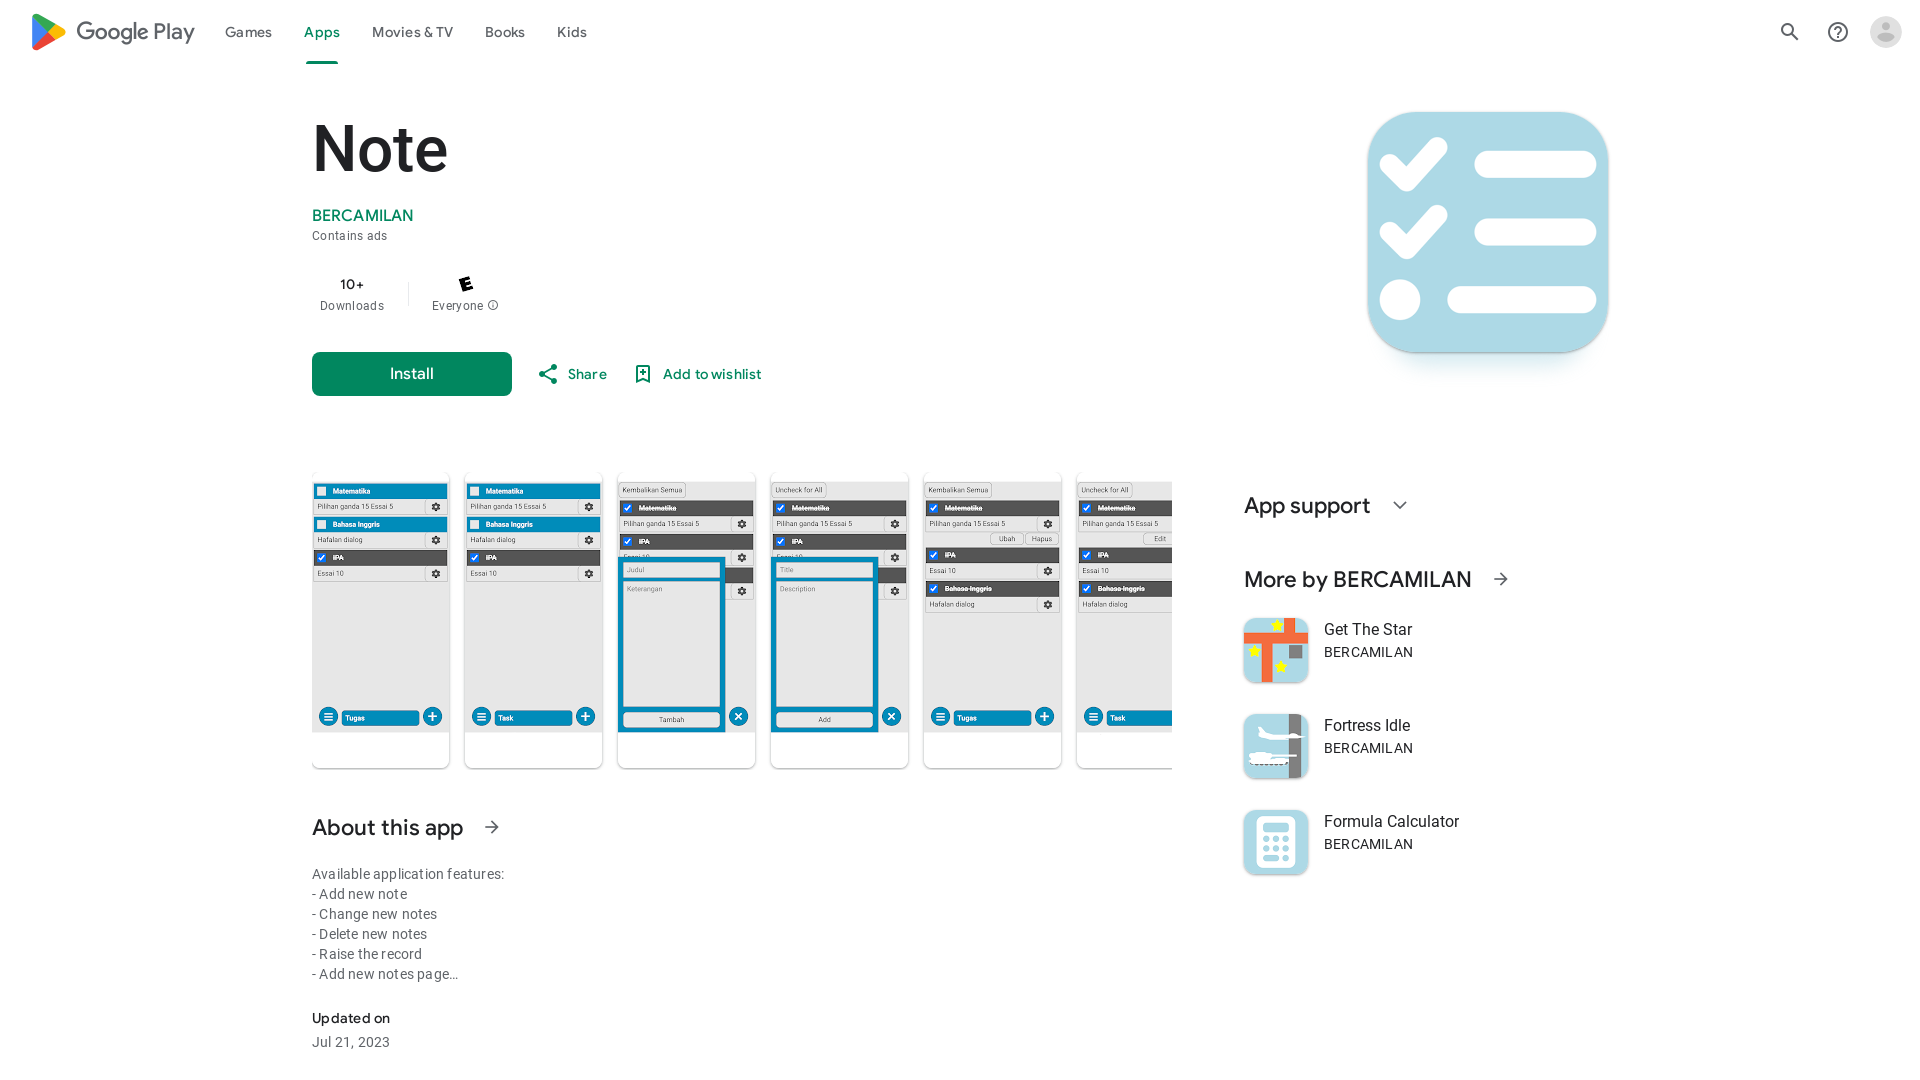 Google Play
Games
Apps
Movies & TV
Books
Kids
Note
BERCAMILAN
Contains ads
10+
Downloads
E
Everyone
Install
Share
Add to wishlist
Matematika
Pilihan ganda 15 Essai 5
Bahasa Inggris
Hafalan dialog
IPA
Essai 10
Tugas
Matematika
Pilihan ganda 15 Essai 5
Bahasa Inggris
Hafalan dialog
IPA
Essai 10
Task
Kembalikan Semua
Matematika
Pilihan ganda 15 Essai 5
IPA
Essai 10
Judul
Keterangan
Tambah
Uncheck for All
Matematika
Pilihan ganda 15 Essai 5
IPA
Essai 10
Title
Description
Add
Kembalikan Semua
Matematika
Pilihan ganda 15 Essai 5
Ubah
Hapus
IPA
Essai 10
Bahasa Inggris
Hafalan dialog
Tugas
Uncheck for All
Matematika
Pilihan ganda 15 Essai 5
Edit
IPA
Essai 10
Bahasa Inggris
Hafalan dialog
Task
App support
More by BERCAMILAN
Get The Star
BERCAMILAN
Fortress Idle
BERCAMILAN
Formula Calculator
BERCAMILAN
About this app
Available application features:
- Add new note
- Change new notes
- Delete new notes
- Raise the record
- Add new notes page...
Updated on
Jul 21, 2023